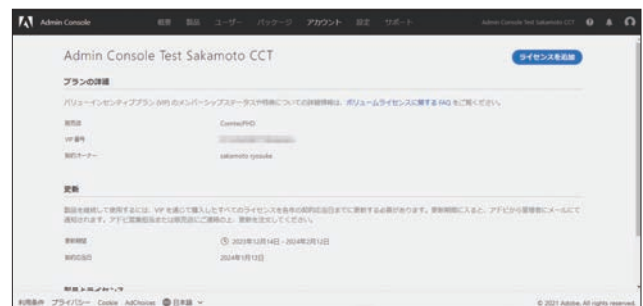 Admin Console 概要 製品 ユーザー パッケージ アカウント 設定 サポート Admin Console Test Sakamoto CCT
Admin Console Test Sakamoto CCT ライセンスを追加
プランの詳細
バリューインセンティブプラン (VIP) のメンバーシップステータスや特典についての詳細情報は、ボリュームライセンスに関する FAQ をご覧ください。
販売店 ComtecPHD
VIP 番号
契約オーナー sakamoto ryosuke
更新
製品を継続して使用するには、VIP を通じて購入したすべてのライセンスを各年の契約応当日までに更新する必要があります。更新期間に入ると、アドビから管理者にメールにて
通知されます。アドビ営業担当または販売店にご連絡の上、更新を注文してください。
更新期間 2023年12月14日 - 2024年2月12日
契約応当日 2024年1月13日
製品とライセンス
利用条件 プライバシー Cookie AdChoices 日本語 © 2021 Adobe. All rights reserved.